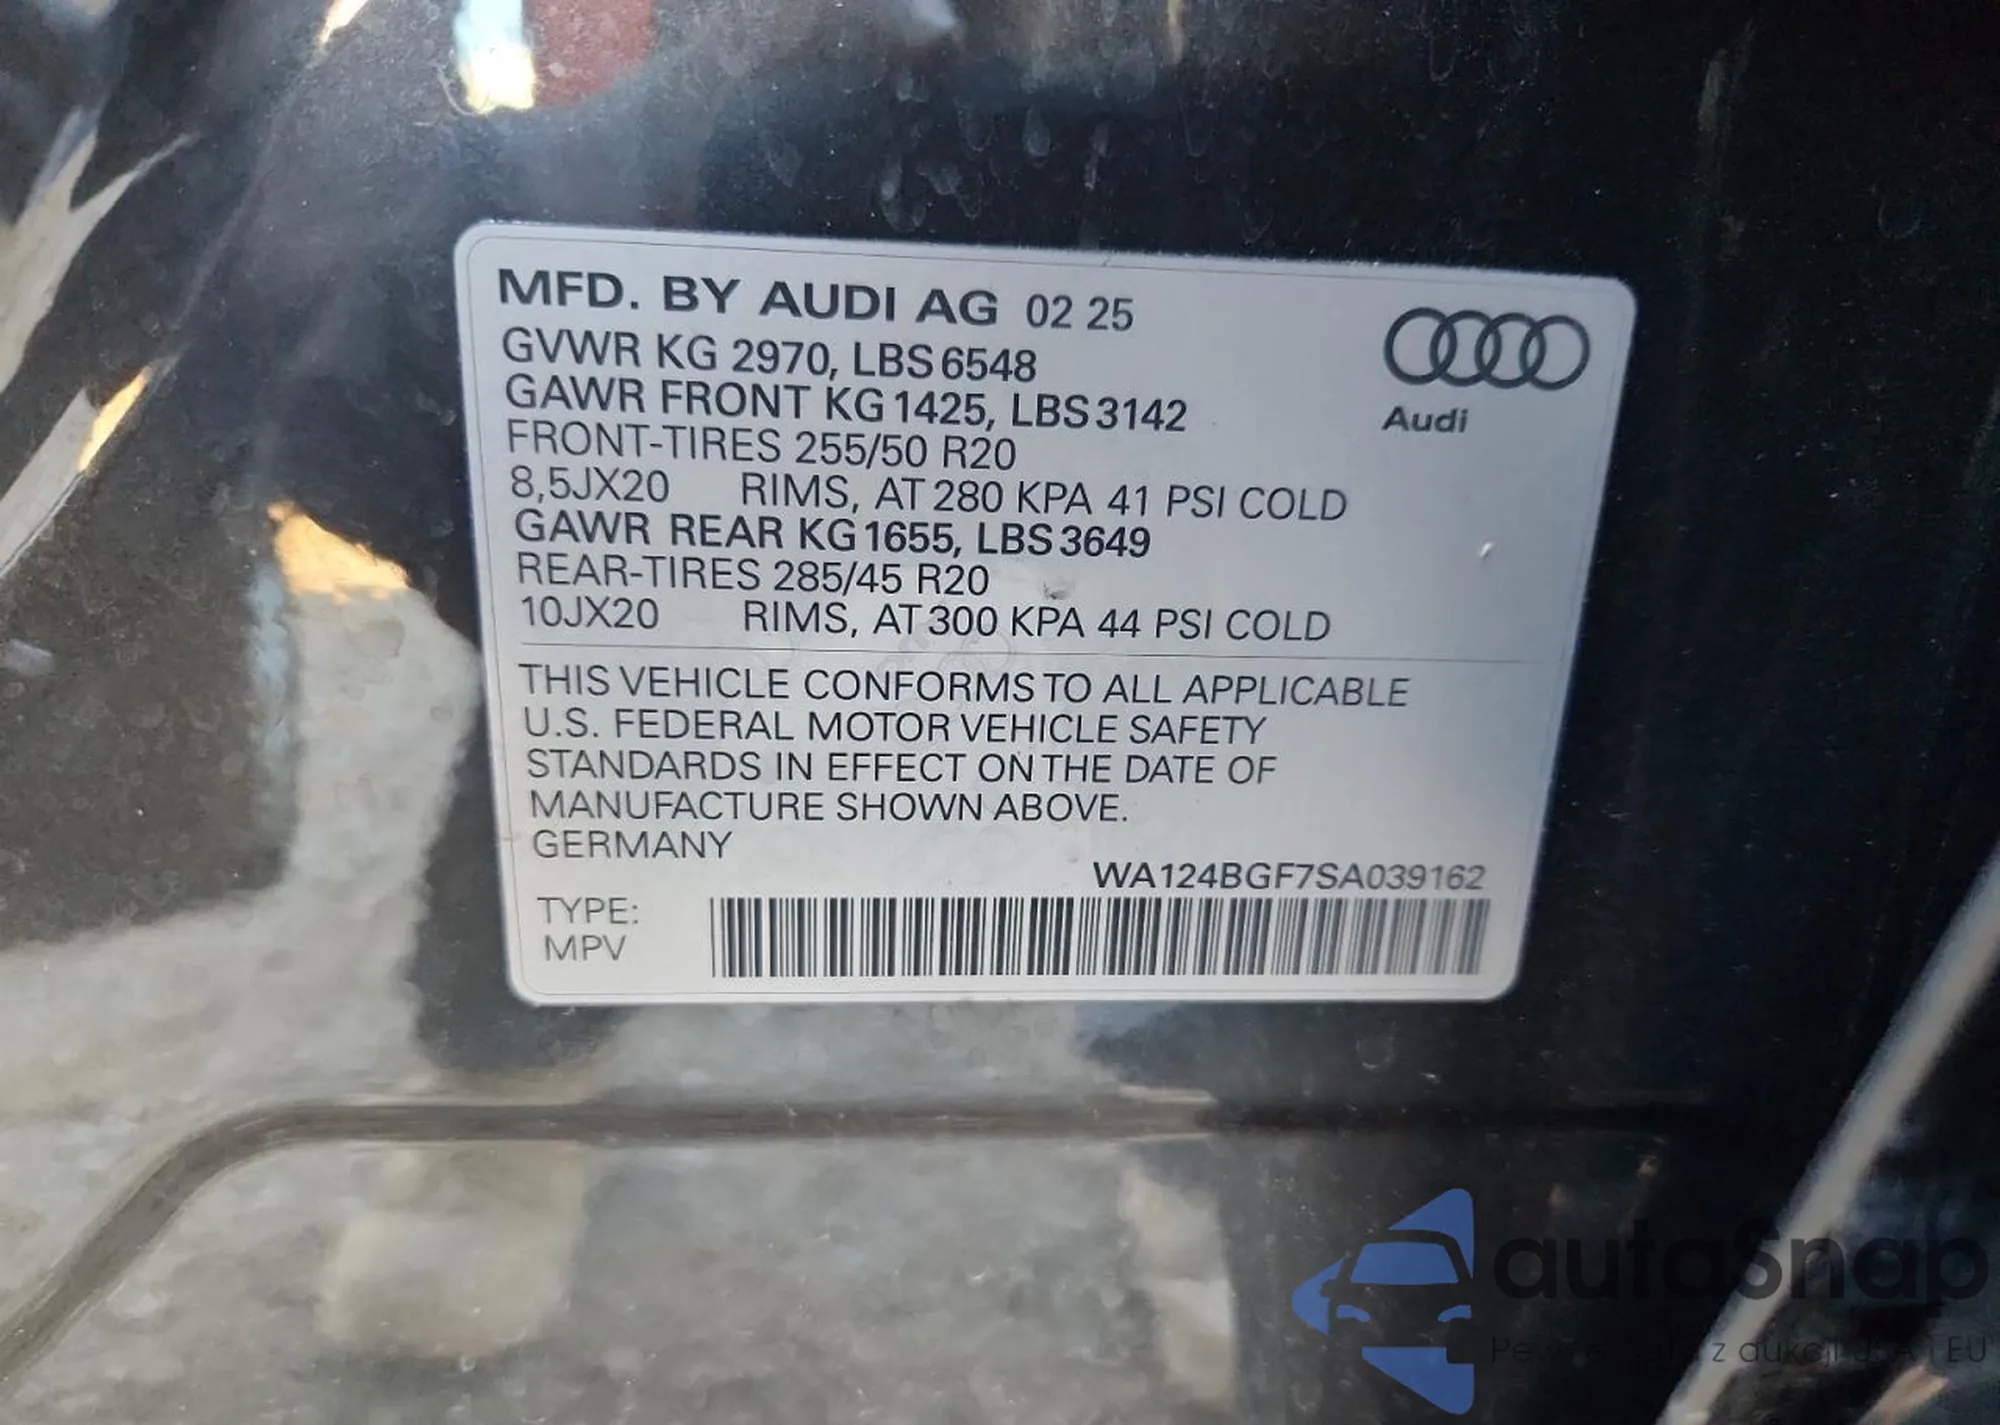 MFD. BY AUDI AG 02 25
GVWR KG 2970, LBS 6548
GAWR FRONT KG 1425, LBS 3142
FRONT-TIRES 255/50 R20
8,5JX20 RIMS, AT 280 KPA 41 PSI COLD
GAWR REAR KG 1655, LBS 3649
REAR-TIRES 285/45 R20
10JX20 RIMS, AT 300 KPA 44 PSI COLD
Audi
THIS VEHICLE CONFORMS TO ALL APPLICABLE
U.S. FEDERAL MOTOR VEHICLE SAFETY
STANDARDS IN EFFECT ON THE DATE OF
MANUFACTURE SHOWN ABOVE.
GERMANY
WA124BGF7SA039162
TYPE:
MPV
autoSnap
z aukcji EU